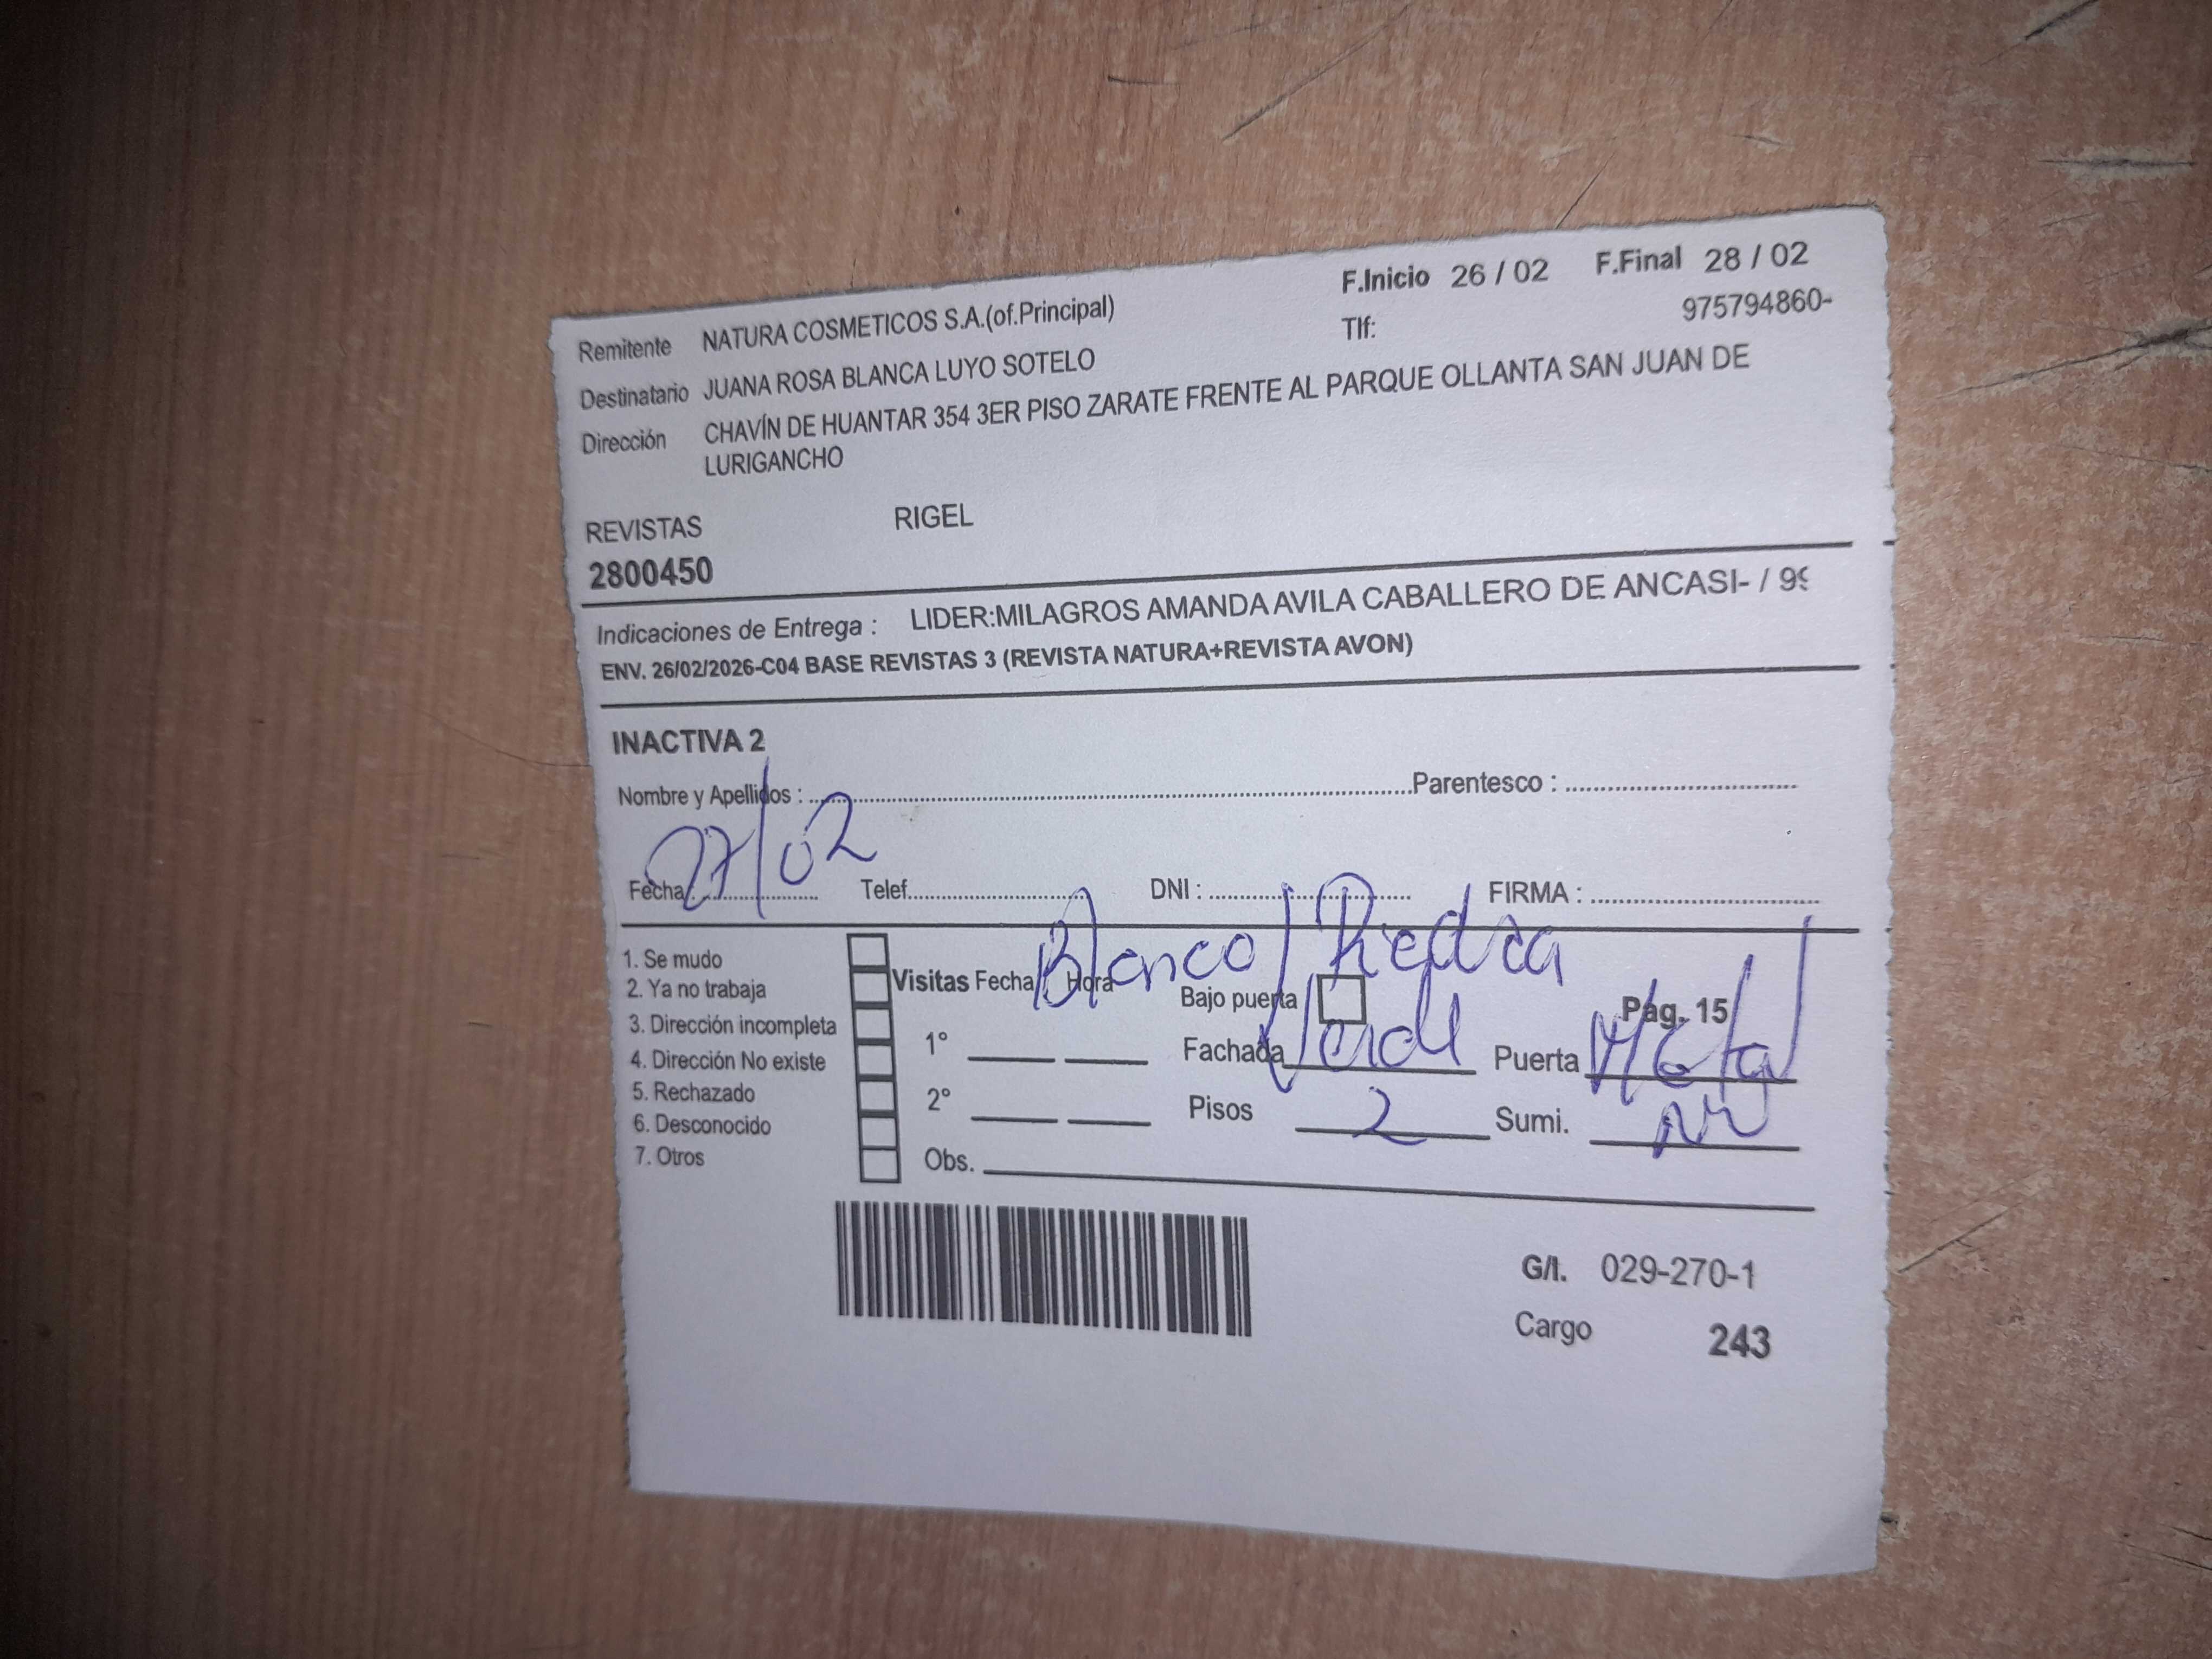 F.Inicio 26 / 02 F.Final 28 / 02
Remitente NATURA COSMETICOS S.A.(of.Principal) Tlf: 975794860-
Destinatario JUANA ROSA BLANCA LUYO SOTELO
Dirección CHAVÍN DE HUANTAR 354 3ER PISO ZARATE FRENTE AL PARQUE OLLANTA SAN JUAN DE
LURIGANCHO
REVISTAS RIGEL
2800450
Indicaciones de Entrega : LIDER:MILAGROS AMANDA AVILA CABALLERO DE ANCASI- / 99
ENV. 26/02/2026-C04 BASE REVISTAS 3 (REVISTA NATURA+REVISTA AVON)
INACTIVA 2
Nombre y Apellidos : Parentesco :
Fecha: 27/02 Telef. DNI : FIRMA :
Blanco/Piedra
1. Se mudo
2. Ya no trabaja
3. Dirección incompleta
4. Dirección No existe
5. Rechazado
6. Desconocido
7. Otros
Visitas Fecha / Hora Bajo puerta Pag. 15
1° Fachada Verde Puerta Metal
2° Pisos 2 Sumi.
Obs.
G/I. 029-270-1
Cargo 243